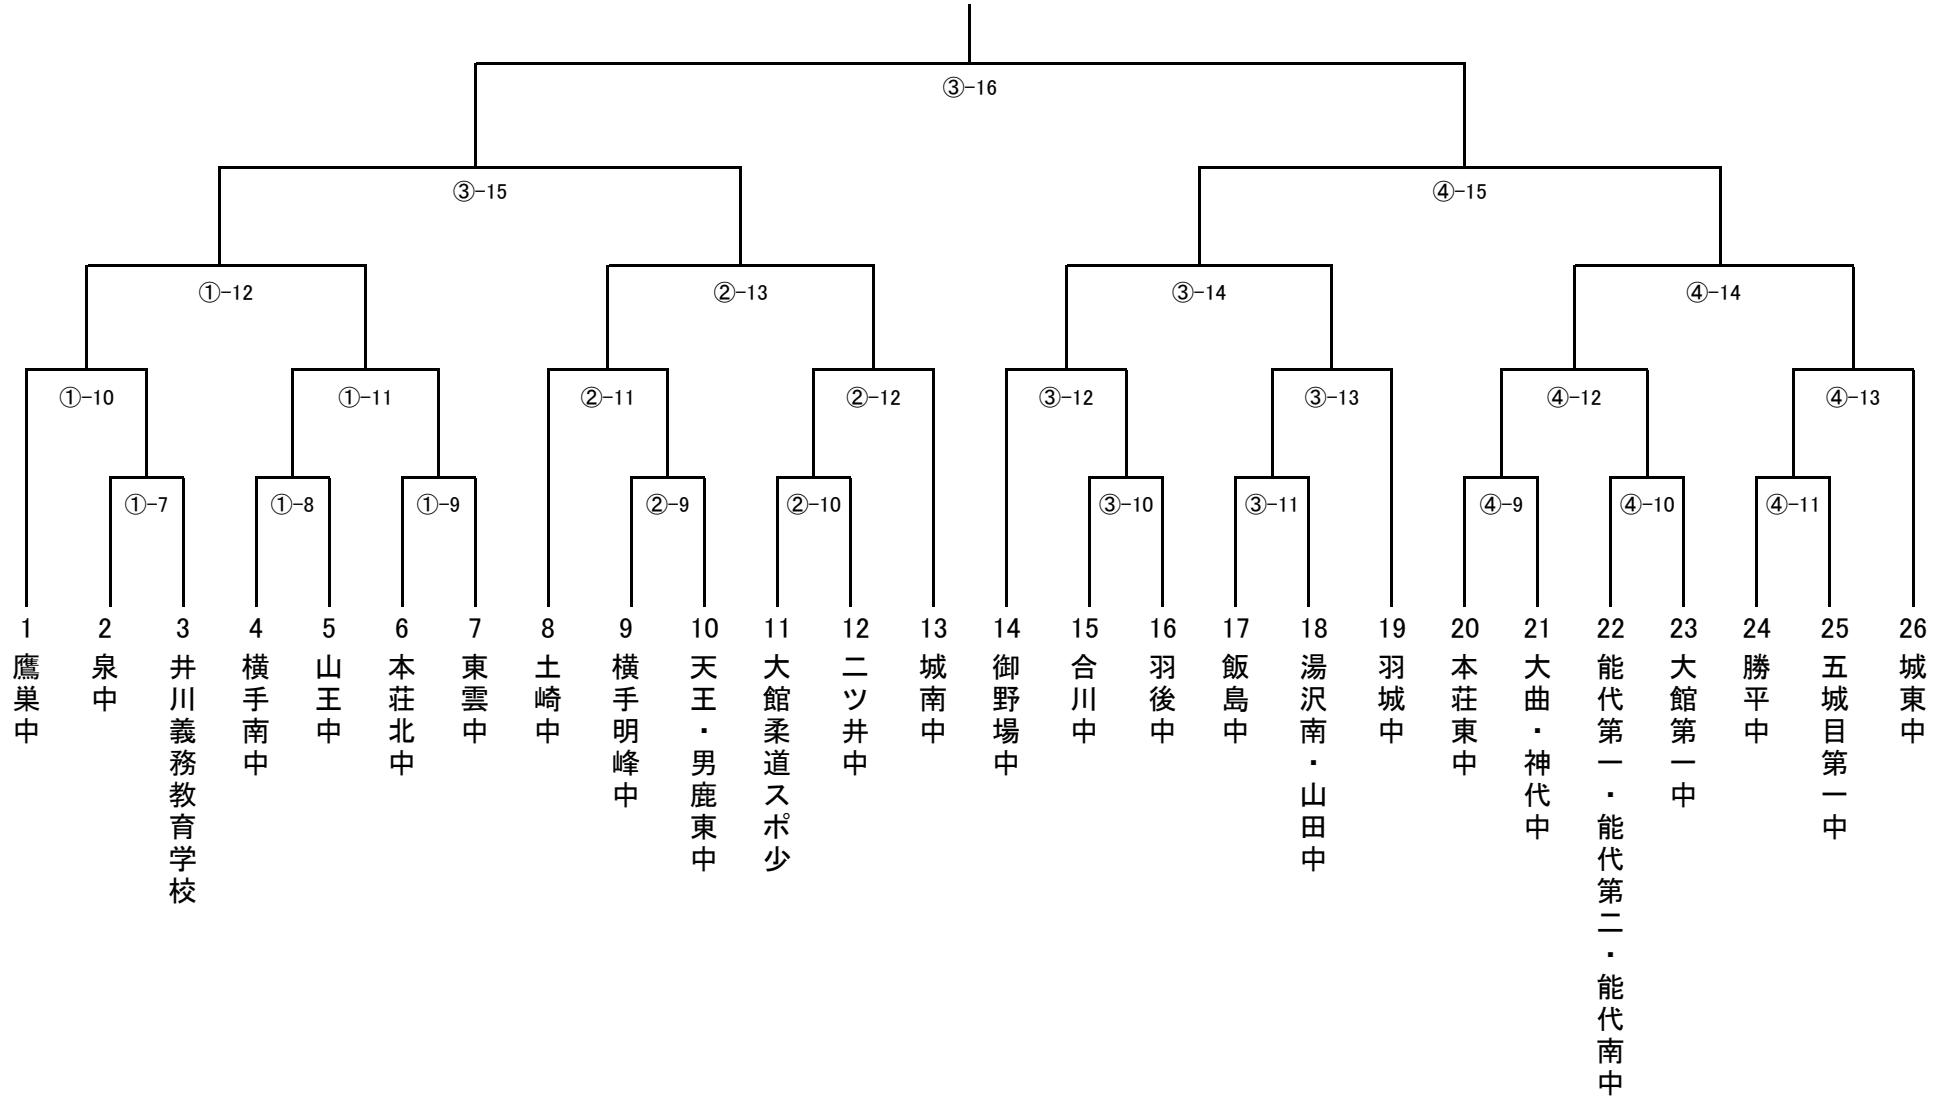 ③-16
③-15
④-15
①-12
②-13
③-14
④-14
①-10
①-11
②-11
②-12
③-12
③-13
④-12
④-13
①-7
①-8
①-9
②-9
②-10
③-10
③-11
④-9
④-10
④-11
1
鷹巣中
2
泉中
3
井川義務教育学校
4
横手南中
5
山王中
6
本荘北中
7
東雲中
8
土崎中
9
横手明峰中
10
天王・男鹿東中
11
大館柔道スポ少
12
二ツ井中
13
城南中
14
御野場中
15
合川中
16
羽後中
17
飯島中
18
湯沢南・山田中
19
羽城中
20
本荘東中
21
大曲・神代中
22
能代第一・能代第二・能代南中
23
大館第一中
24
勝平中
25
五城目第一中
26
城東中